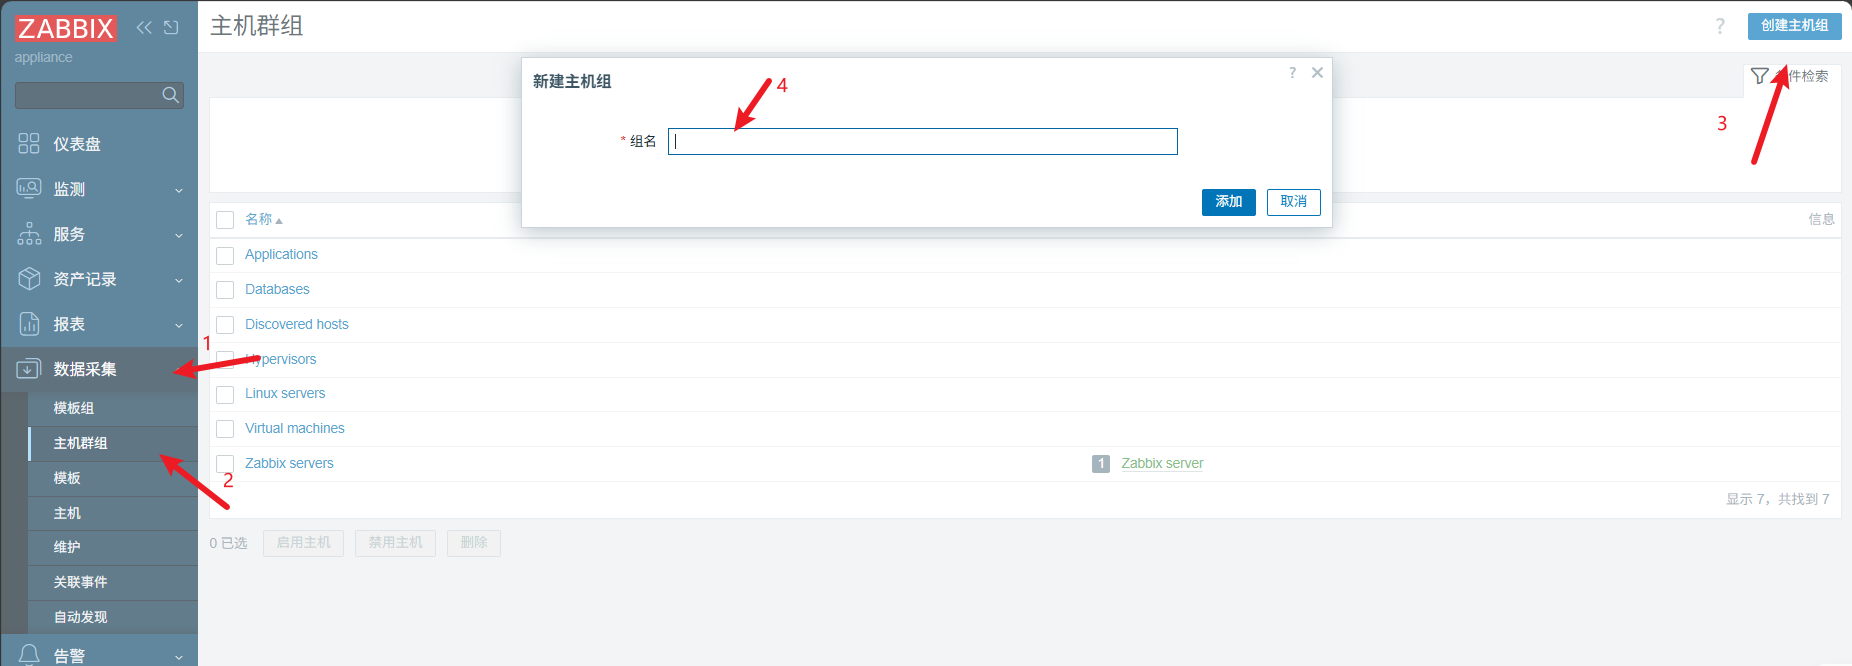 ZABBIX
appliance
仪表盘
监测
服务
资产记录
报表
数据采集
模板组
主机群组
模板
主机
维护
关联事件
自动发现
告警
主机群组
?
创建主机组
件检索
新建主机组
?
* 组名
添加
取消
名称
信息
Applications
Databases
Discovered hosts
Hypervisors
Linux servers
Virtual machines
Zabbix servers
1 Zabbix server
显示 7，共找到 7
0 已选
启用主机
禁用主机
删除
1
2
3
4